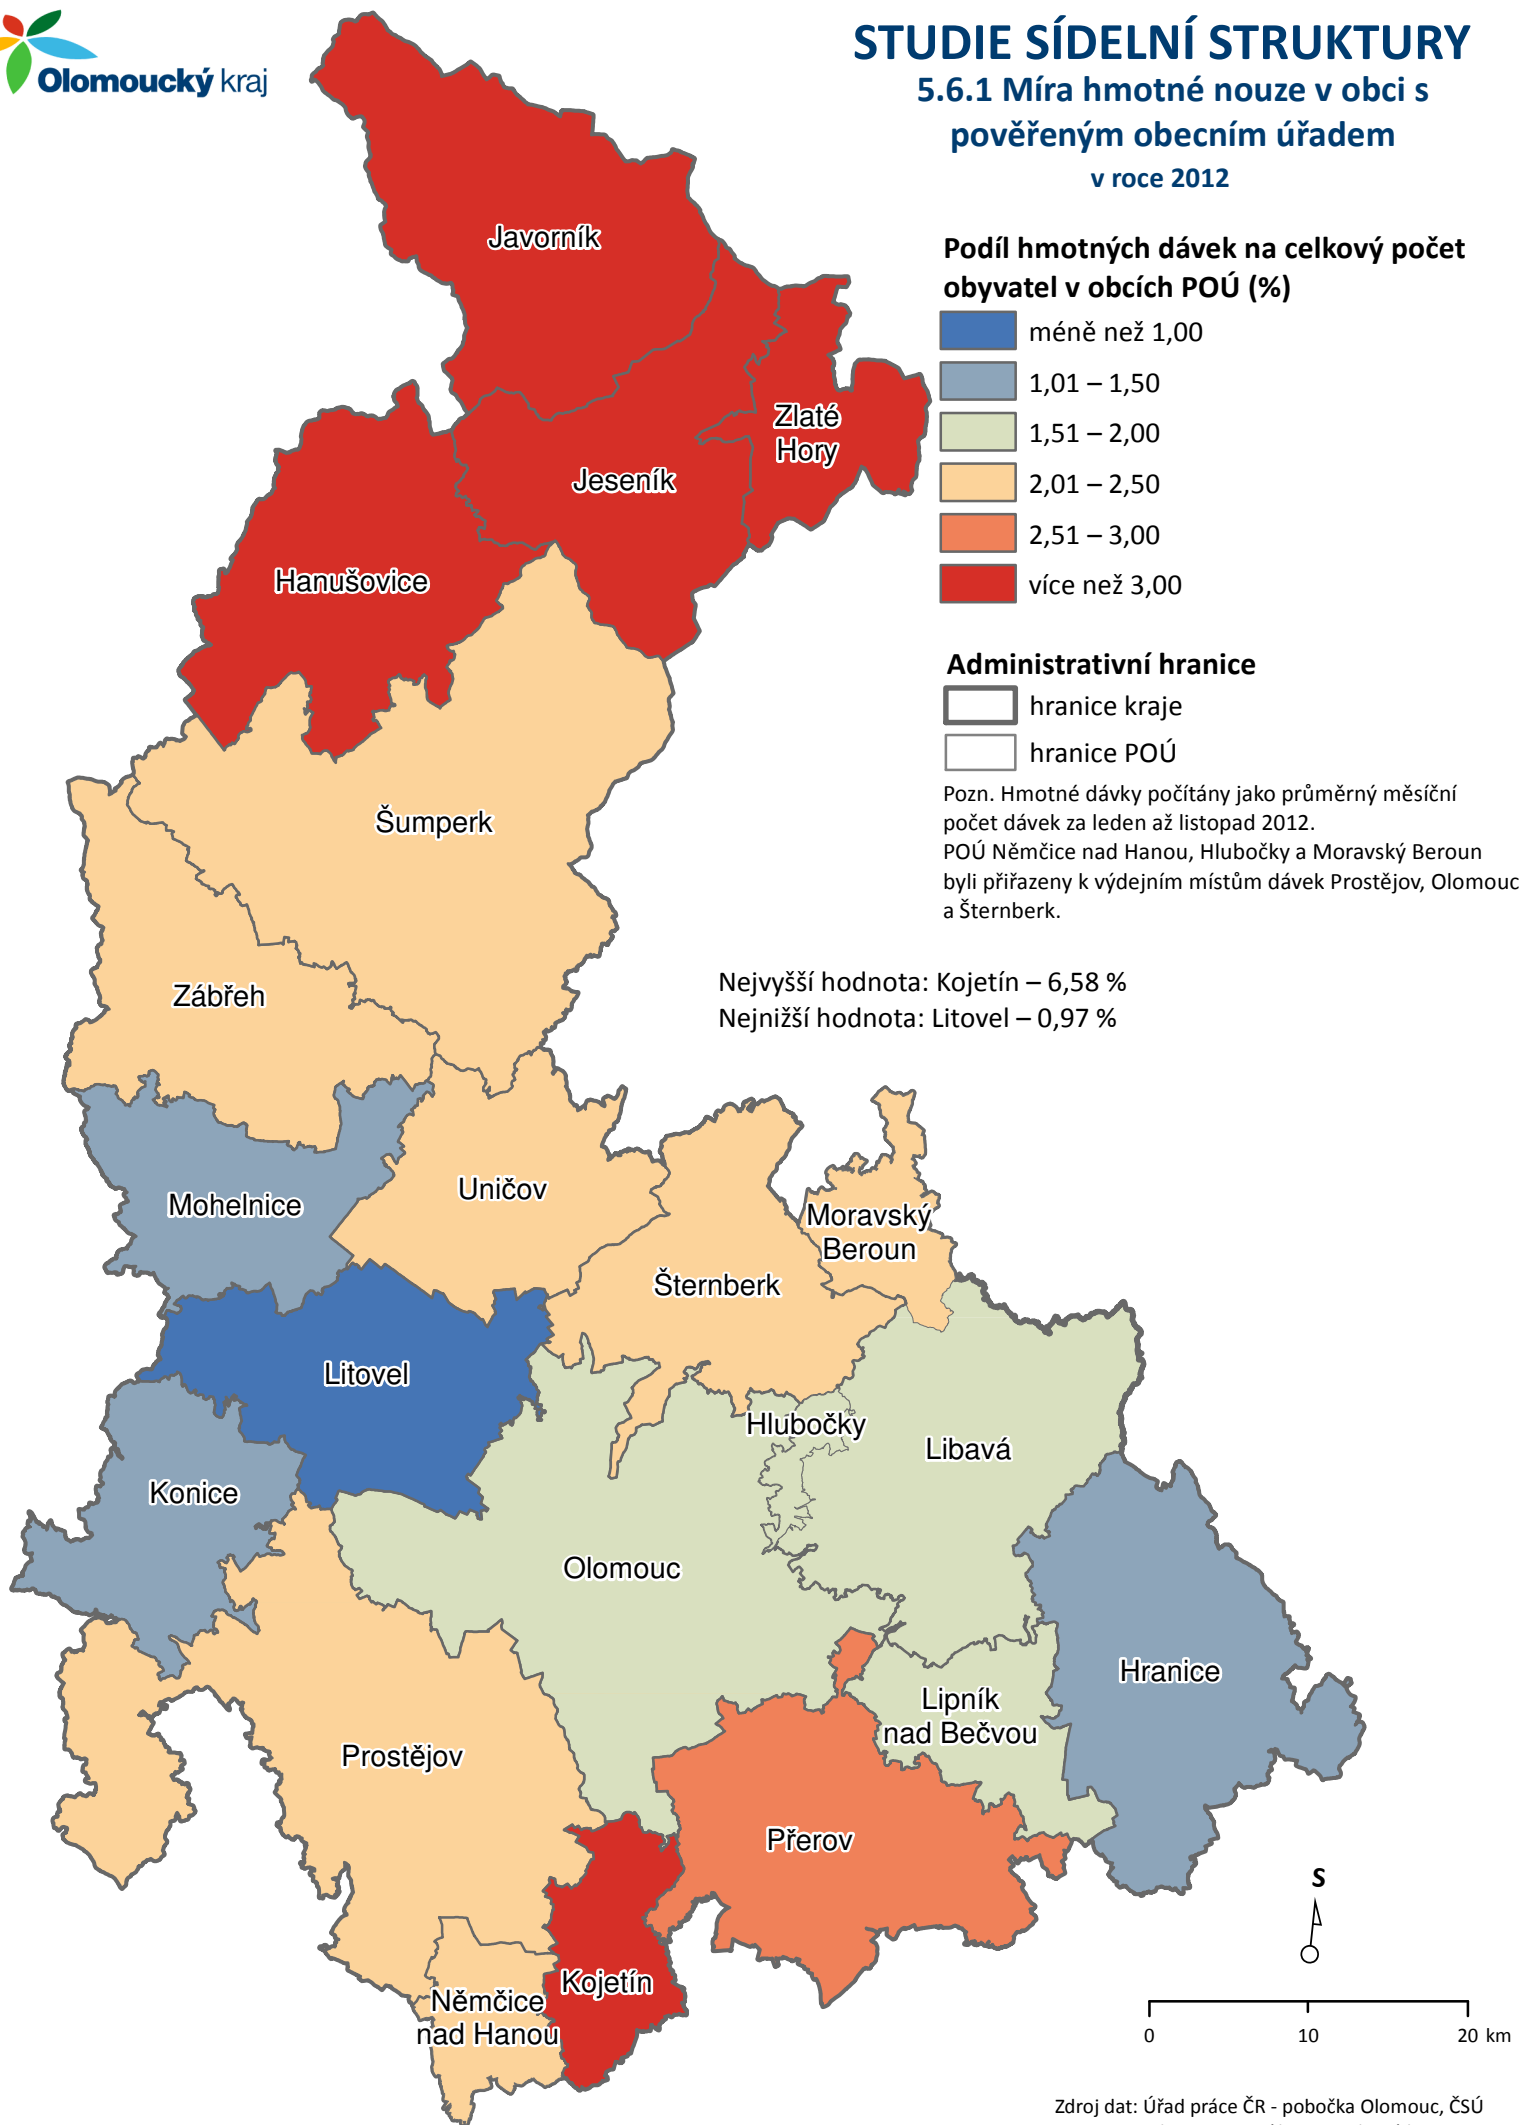 Olomoucký kraj
STUDIE SÍDELNÍ STRUKTURY
5.6.1 Míra hmotné nouze v obci s
pověřeným obecním úřadem
v roce 2012
Podíl hmotných dávek na celkový počet
obyvatel v obcích POÚ (%)
méně než 1,00
1,01 – 1,50
1,51 – 2,00
2,01 – 2,50
2,51 – 3,00
více než 3,00
Administrativní hranice
hranice kraje
hranice POÚ
Pozn. Hmotné dávky počítány jako průměrný měsíční
počet dávek za leden až listopad 2012.
POÚ Němčice nad Hanou, Hlubočky a Moravský Beroun
byli přiřazeny k výdejním místům dávek Prostějov, Olomouc
a Šternberk.
Nejvyšší hodnota: Kojetín – 6,58 %
Nejnižší hodnota: Litovel – 0,97 %
Javorník
Zlaté
Hory
Jeseník
Hanušovice
Šumperk
Zábřeh
Uničov
Mohelnice
Moravský
Beroun
Šternberk
Litovel
Hlubočky
Libavá
Konice
Olomouc
Hranice
Lipník
nad Bečvou
Prostějov
Přerov
Kojetín
Němčice
nad Hanou
S
0 10 20 km
Zdroj dat: Úřad práce ČR - pobočka Olomouc, ČSÚ